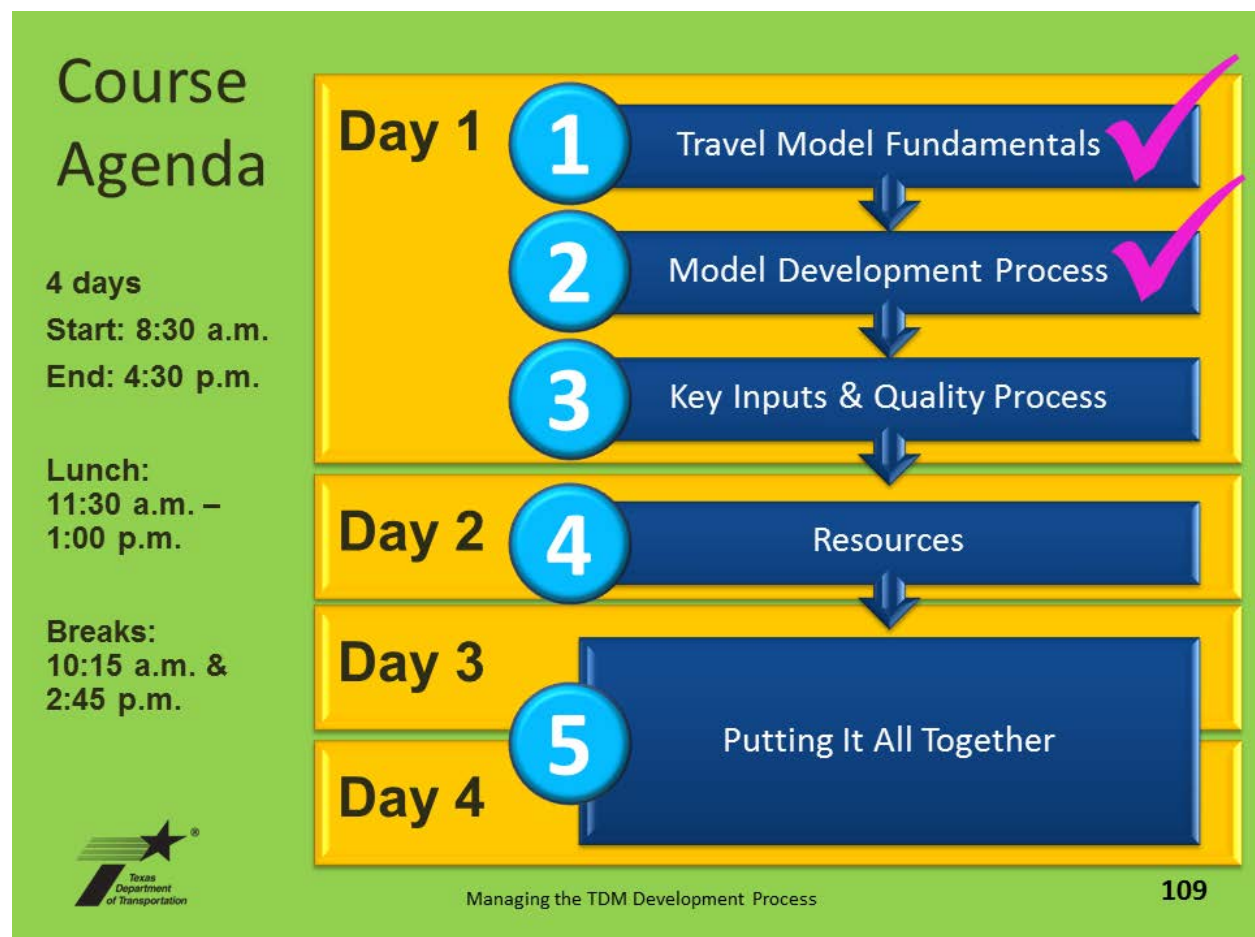 Course
Agenda
4 days
Start: 8:30 a.m.
End: 4:30 p.m.
Lunch:
11:30 a.m. –
1:00 p.m.
Breaks:
10:15 a.m. &
2:45 p.m.
Day 1
1
Travel Model Fundamentals
2
Model Development Process
3
Key Inputs & Quality Process
Day 2
4
Resources
Day 3
5
Putting It All Together
Day 4
®
Texas
Department
of Transportation
Managing the TDM Development Process
109